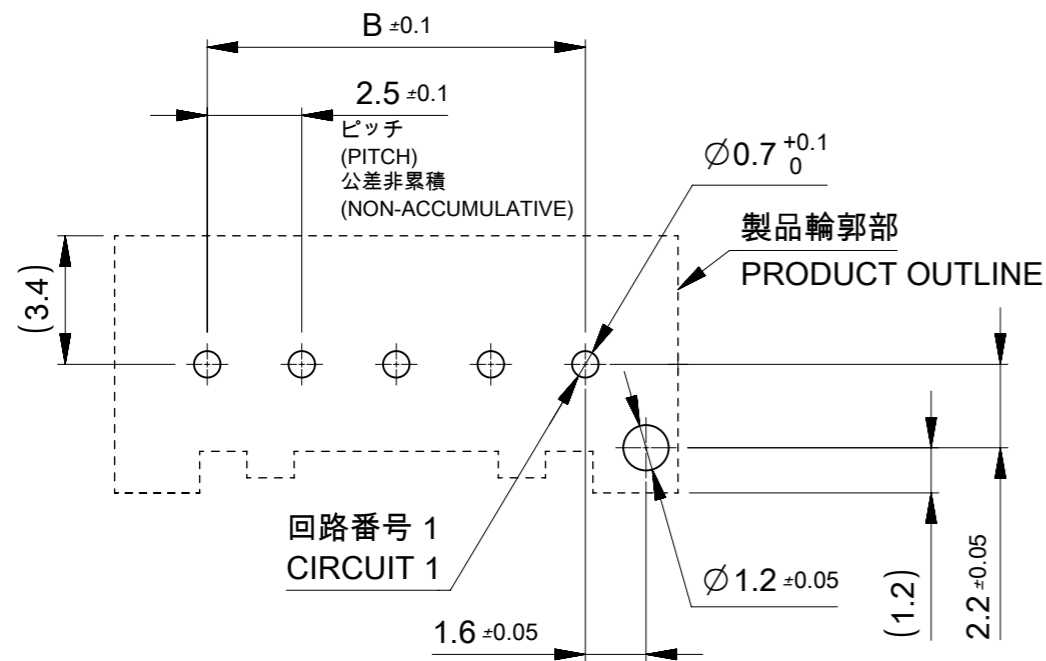 B ±0.1
2.5 ±0.1
ピッチ
(PITCH)
公差非累積
(NON-ACCUMULATIVE)
∅0.7 +0.1 0
製品輪郭部
PRODUCT OUTLINE
(3.4)
回路番号 1
CIRCUIT 1
∅1.2 ±0.05
1.6 ±0.05
(1.2)
2.2 ±0.05